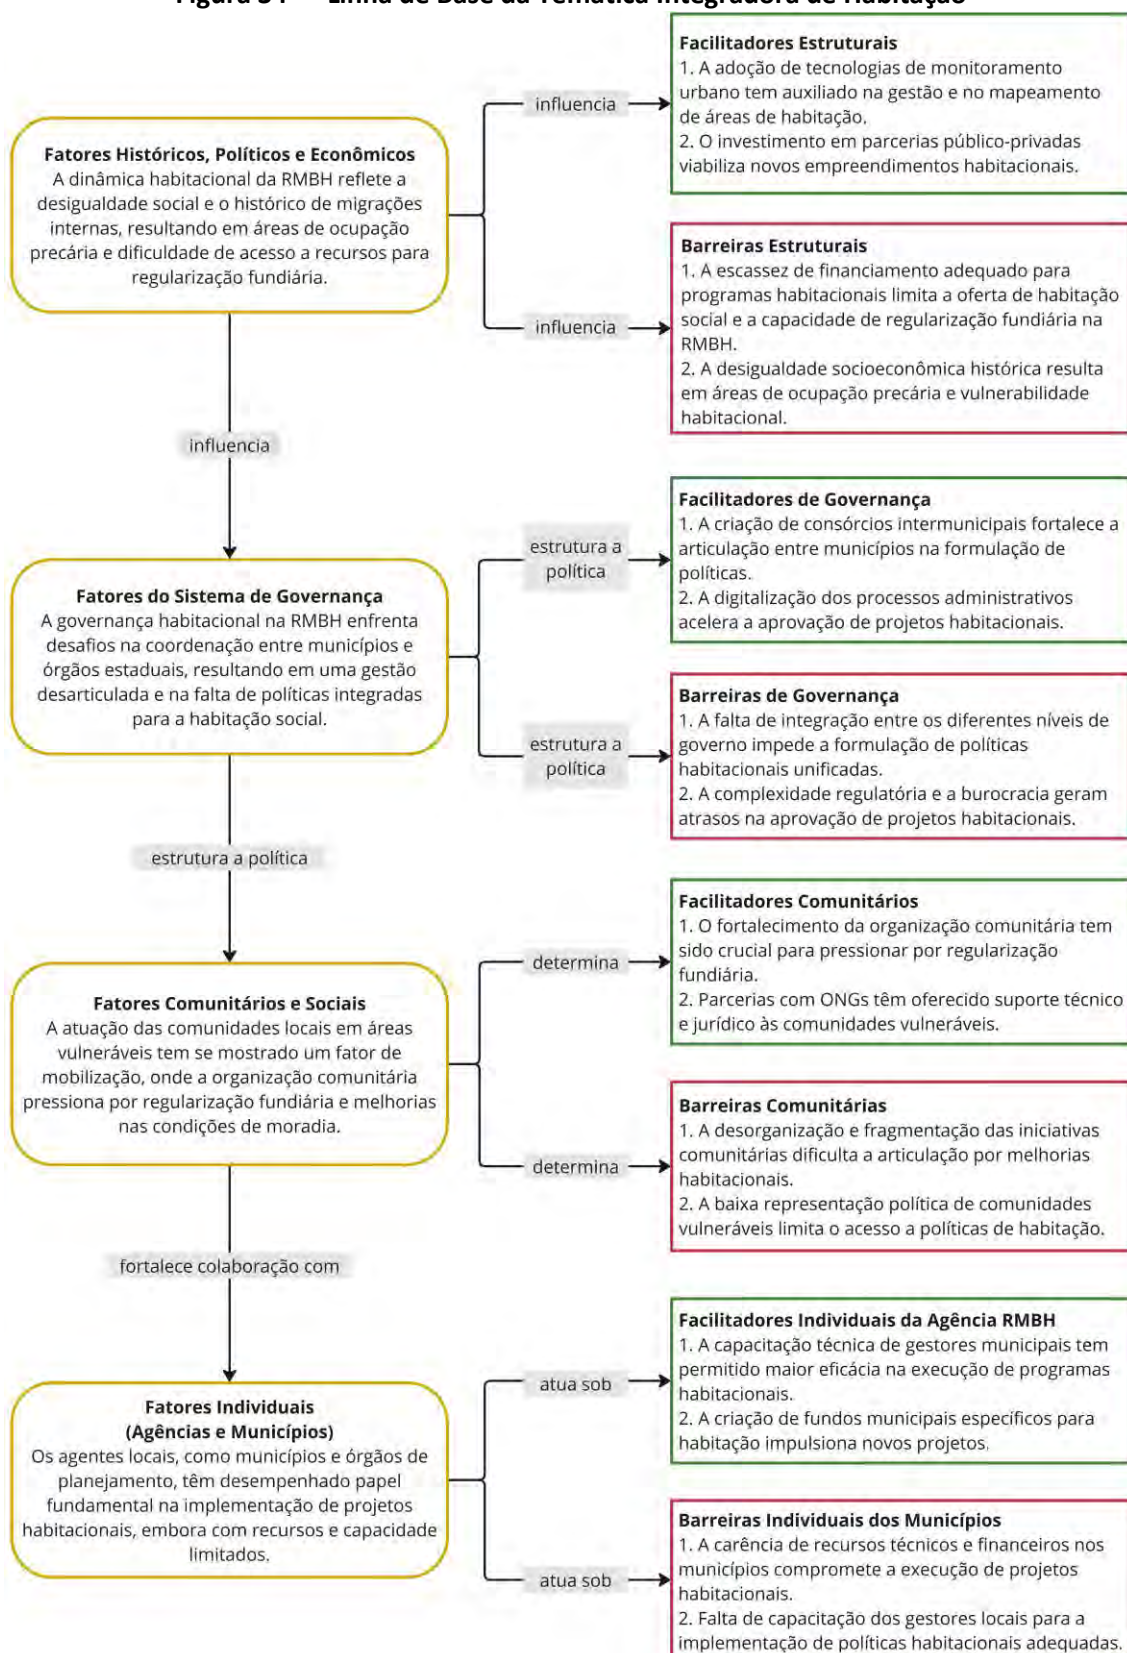 Figura 34 — Linha de Base da Temática Integradora de Habitação
Fatores Históricos, Políticos e Econômicos
A dinâmica habitacional da RMBH reflete a
desigualdade social e o histórico de migrações
internas, resultando em áreas de ocupação
precária e dificuldade de acesso a recursos para
regularização fundiária.
influencia
Facilitadores Estruturais
1. A adoção de tecnologias de monitoramento
urbano tem auxiliado na gestão e no mapeamento
de áreas de habitação.
2. O investimento em parcerias público-privadas
viabiliza novos empreendimentos habitacionais.
influencia
Barreiras Estruturais
1. A escassez de financiamento adequado para
programas habitacionais limita a oferta de habitação
social e a capacidade de regularização fundiária na
RMBH.
2. A desigualdade socioeconômica histórica resulta
em áreas de ocupação precária e vulnerabilidade
habitacional.
influencia
Fatores do Sistema de Governança
A governança habitacional na RMBH enfrenta
desafios na coordenação entre municípios e
órgãos estaduais, resultando em uma gestão
desarticulada e na falta de políticas integradas
para a habitação social.
estrutura a
política
Facilitadores de Governança
1. A criação de consórcios intermunicipais fortalece a
articulação entre municípios na formulação de
políticas.
2. A digitalização dos processos administrativos
acelera a aprovação de projetos habitacionais.
estrutura a
política
Barreiras de Governança
1. A falta de integração entre os diferentes níveis de
governo impede a formulação de políticas
habitacionais unificadas.
2. A complexidade regulatória e a burocracia geram
atrasos na aprovação de projetos habitacionais.
estrutura a política
Fatores Comunitários e Sociais
A atuação das comunidades locais em áreas
vulneráveis tem se mostrado um fator de
mobilização, onde a organização comunitária
pressiona por regularização fundiária e melhorias
nas condições de moradia.
determina
Facilitadores Comunitários
1. O fortalecimento da organização comunitária tem
sido crucial para pressionar por regularização
fundiária.
2. Parcerias com ONGs têm oferecido suporte técnico
e jurídico às comunidades vulneráveis.
determina
Barreiras Comunitárias
1. A desorganização e fragmentação das iniciativas
comunitárias dificulta a articulação por melhorias
habitacionais.
2. A baixa representação política de comunidades
vulneráveis limita o acesso a políticas de habitação.
fortalece colaboração com
Fatores Individuais
(Agências e Municípios)
Os agentes locais, como municípios e órgãos de
planejamento, têm desempenhado papel
fundamental na implementação de projetos
habitacionais, embora com recursos e capacidade
limitados.
atua sob
Facilitadores Individuais da Agência RMBH
1. A capacitação técnica de gestores municipais tem
permitido maior eficácia na execução de programas
habitacionais.
2. A criação de fundos municipais específicos para
habitação impulsiona novos projetos.
atua sob
Barreiras Individuais dos Municípios
1. A carência de recursos técnicos e financeiros nos
municípios compromete a execução de projetos
habitacionais.
2. Falta de capacitação dos gestores locais para a
implementação de políticas habitacionais adequadas.